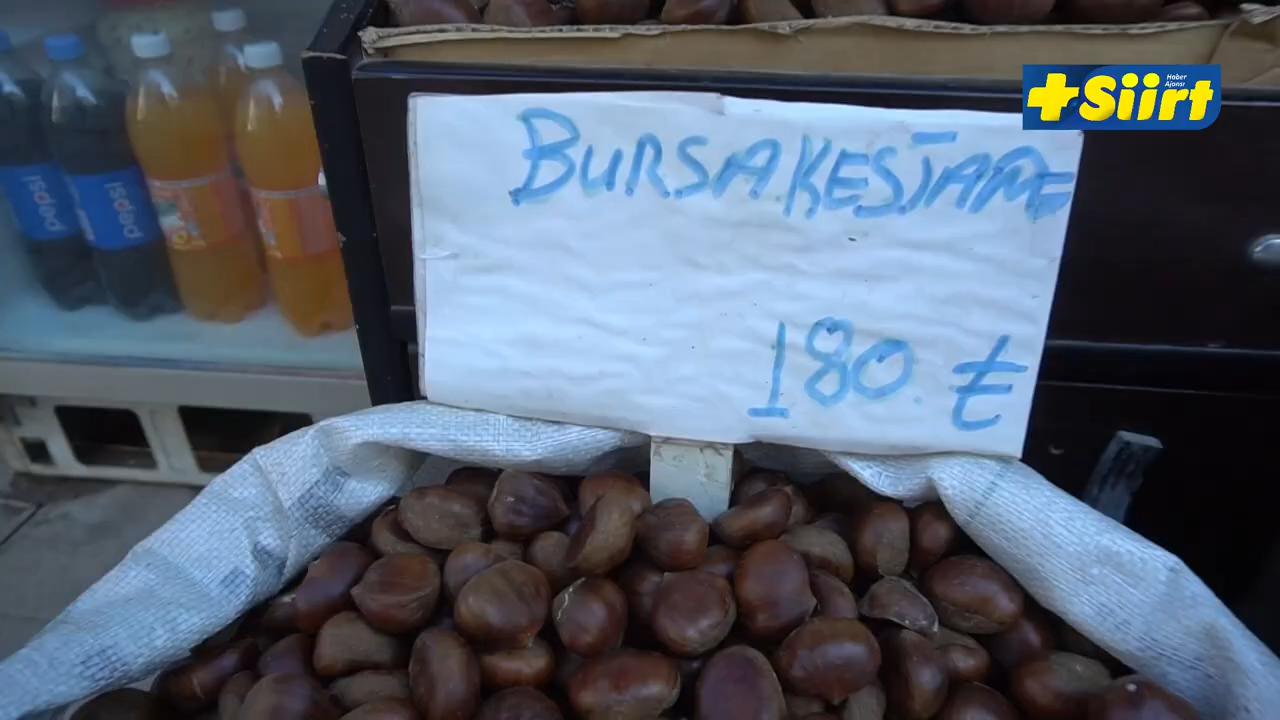 BURSA KESTANE
180 ₺
+Siirt
Haber
Ajansı
pepsi
pepsi